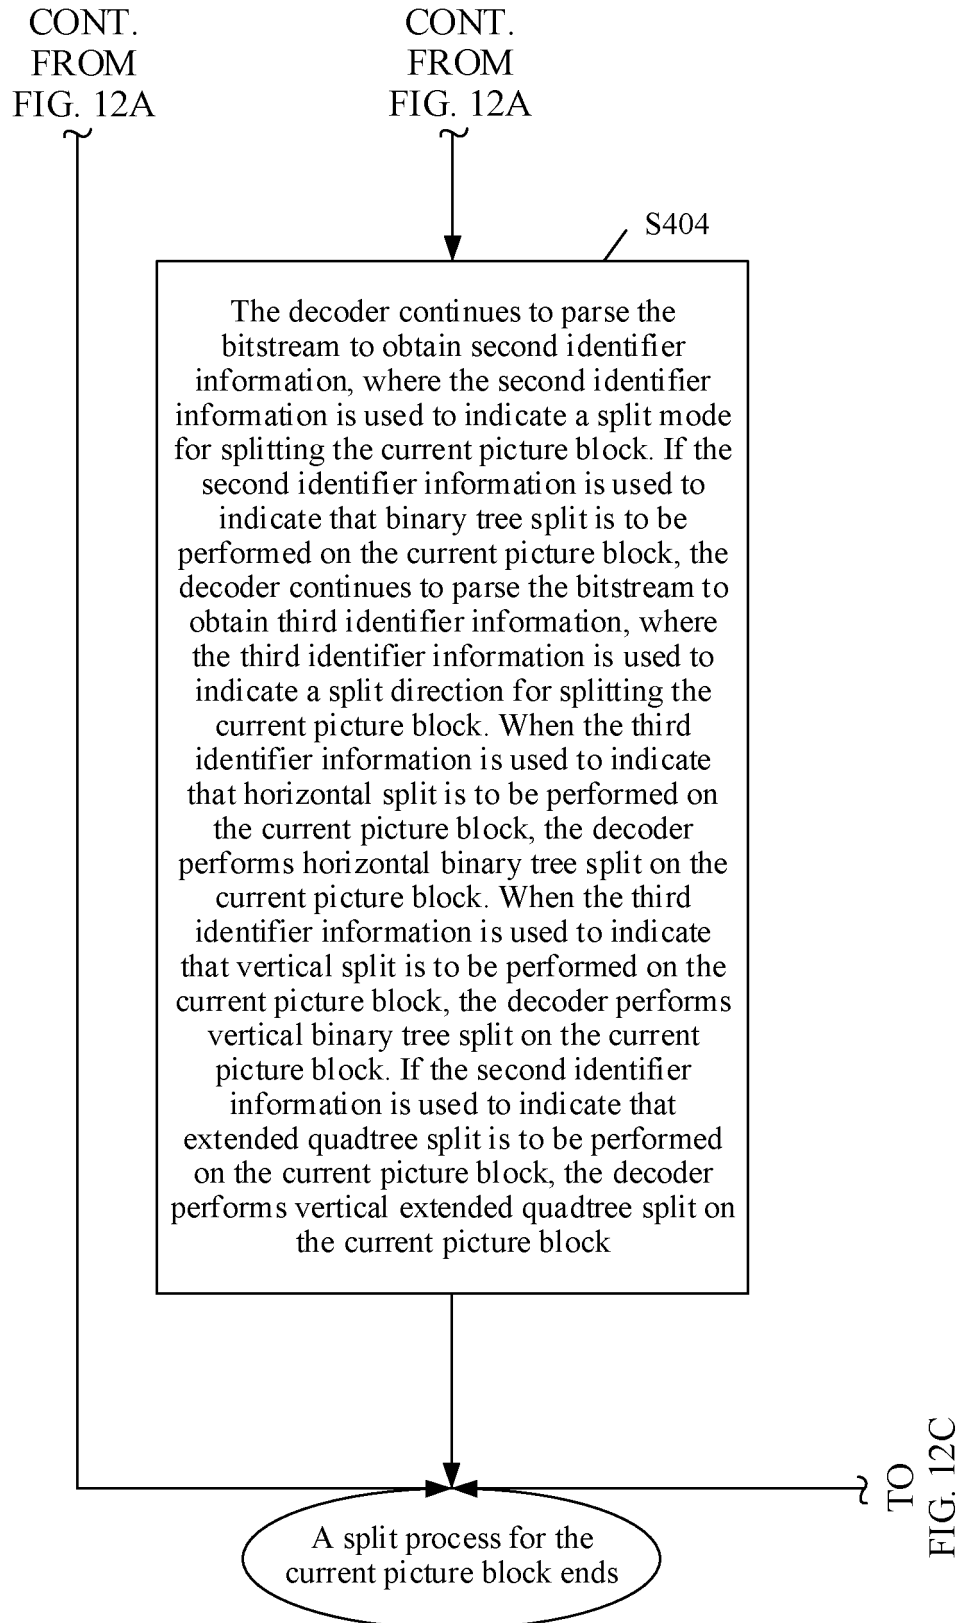 CONT.
FROM
FIG. 12A
CONT.
FROM
FIG. 12A
S404
The decoder continues to parse the
bitstream to obtain second identifier
information, where the second identifier
information is used to indicate a split mode
for splitting the current picture block. If the
second identifier information is used to
indicate that binary tree split is to be
performed on the current picture block, the
decoder continues to parse the bitstream to
obtain third identifier information, where
the third identifier information is used to
indicate a split direction for splitting the
current picture block. When the third
identifier information is used to indicate
that horizontal split is to be performed on
the current picture block, the decoder
performs horizontal binary tree split on the
current picture block. When the third
identifier information is used to indicate
that vertical split is to be performed on the
current picture block, the decoder performs
vertical binary tree split on the current
picture block. If the second identifier
information is used to indicate that
extended quadtree split is to be performed
on the current picture block, the decoder
performs vertical extended quadtree split on
the current picture block
TO
FIG. 12C
A split process for the
current picture block ends